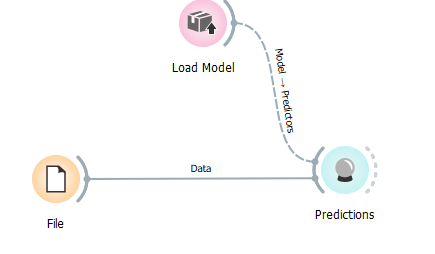 Load Model
Model → Predictors
Data
File
Predictions